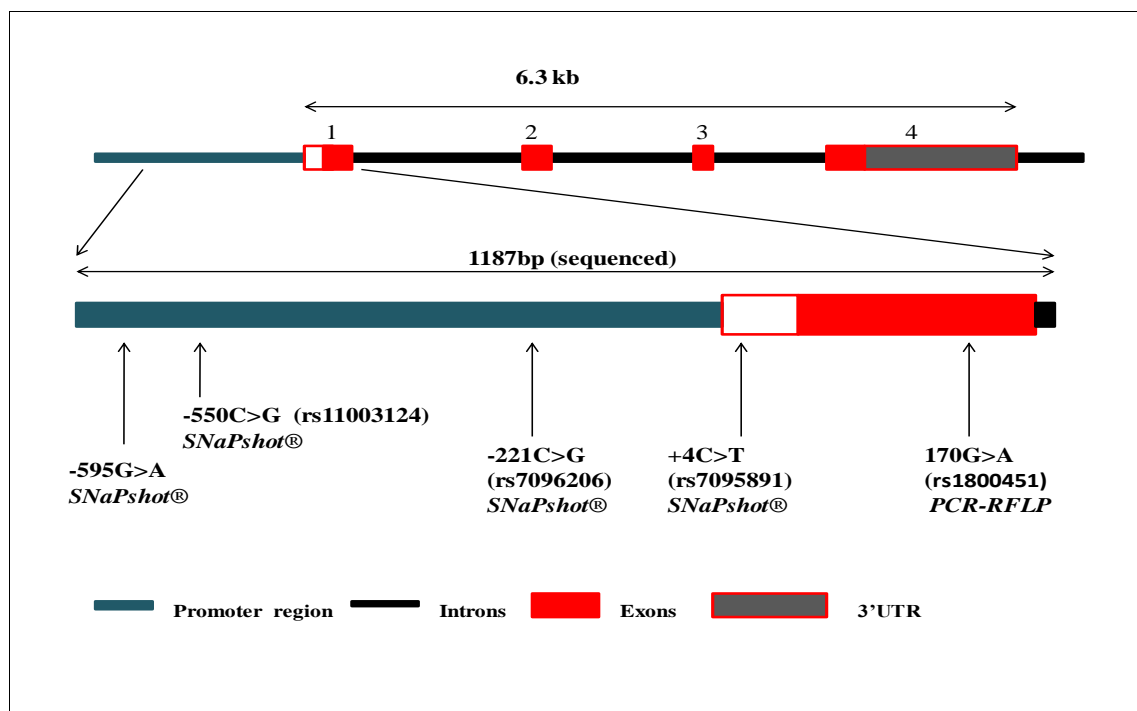 6.3 kb
1 2 3 4
1187bp (sequenced)
-550C>G (rs11003124)
SNaPshot®
-595G>A
SNaPshot®
-221C>G
(rs7096206)
SNaPshot®
+4C>T
(rs7095891)
SNaPshot®
170G>A
(rs1800451)
PCR-RFLP
Promoter region Introns Exons 3’UTR